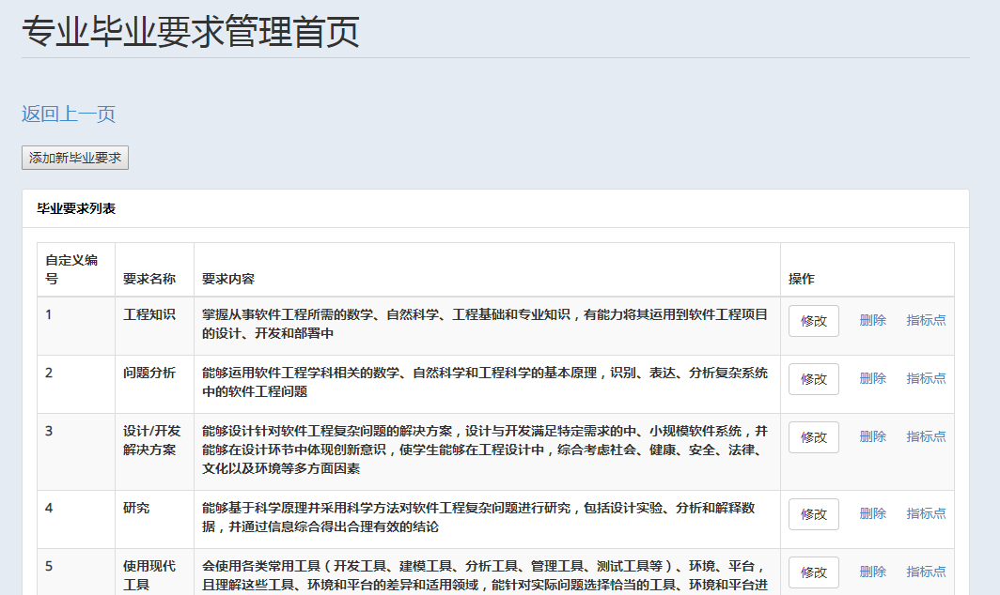 专业毕业要求管理首页
返回上一页
添加新毕业要求
毕业要求列表
自定义编
号
要求名称
要求内容
操作
1
工程知识
掌握从事软件工程所需的数学、自然科学、工程基础和专业知识，有能力将其运用到软件工程项目
的设计、开发和部署中
修改 删除 指标点
2
问题分析
能够运用软件工程学科相关的数学、自然科学和工程科学的基本原理，识别、表达、分析复杂系统
中的软件工程问题
修改 删除 指标点
3
设计/开发
解决方案
能够设计针对软件工程复杂问题的解决方案，设计与开发满足特定需求的中、小规模软件系统，并
能够在设计环节中体现创新意识，使学生能够在工程设计中，综合考虑社会、健康、安全、法律、
文化以及环境等多方面因素
修改 删除 指标点
4
研究
能够基于科学原理并采用科学方法对软件工程复杂问题进行研究，包括设计实验、分析和解释数
据，并通过信息综合得出合理有效的结论
修改 删除 指标点
5
使用现代
工具
会使用各类常用工具（开发工具、建模工具、分析工具、管理工具、测试工具等）、环境、平台，
且理解这些工具、环境和平台的差异和适用领域，能针对实际问题选择恰当的工具、环境和平台进
修改 删除 指标点